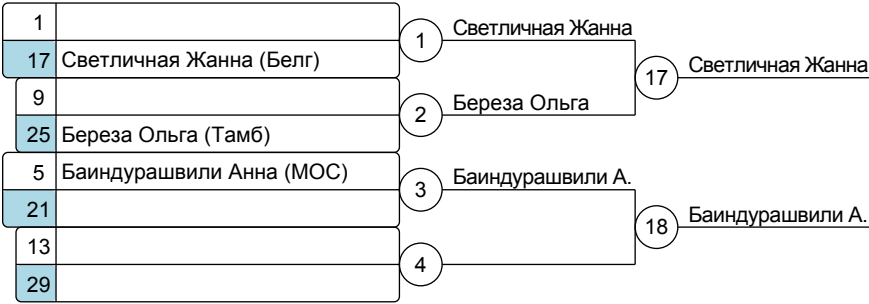 1
17 Светличная Жанна (Белг)
1 Светличная Жанна
9
25 Береза Ольга (Тамб)
2 Береза Ольга
17 Светличная Жанна
5 Баиндурашвили Анна (МОС)
21
3 Баиндурашвили А.
13
29
4
18 Баиндурашвили А.